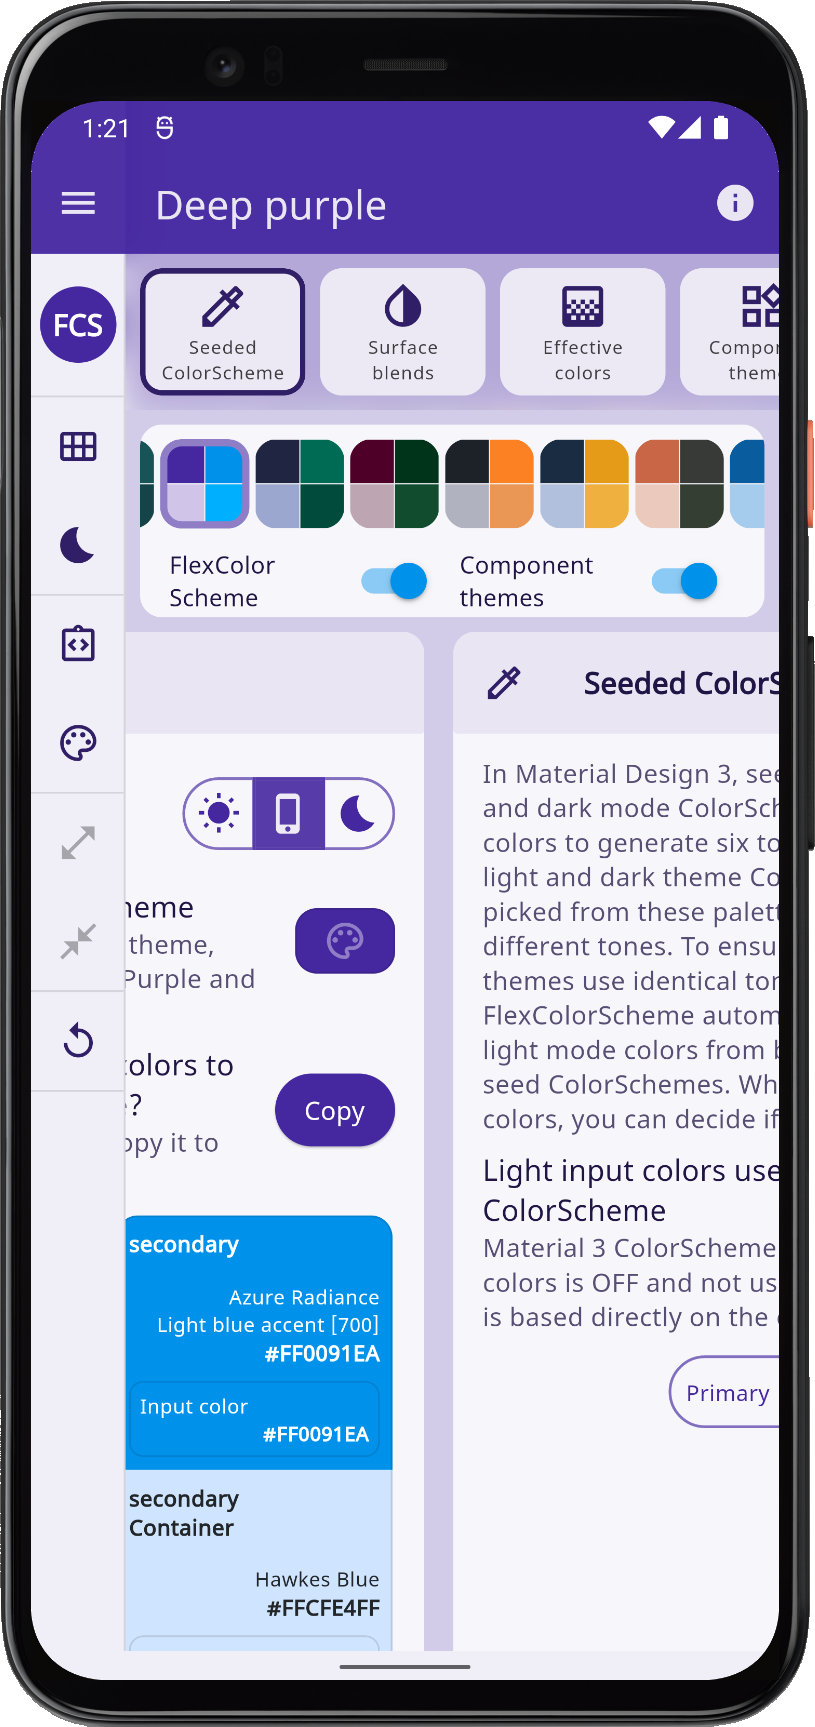 1:21
Deep purple
FCS
Seeded
ColorScheme
Surface
blends
Effective
colors
Compon
them
FlexColor
Scheme
Component
themes
heme
theme,
Purple and
colors to
e?
opy it to
Copy
secondary
Azure Radiance
Light blue accent [700]
#FF0091EA
Input color
#FF0091EA
secondary
Container
Hawkes Blue
#FFCFE4FF
Seeded ColorS
In Material Design 3, see
and dark mode ColorSch
colors to generate six to
light and dark theme Co
picked from these palett
different tones. To ensu
themes use identical ton
FlexColorScheme autom
light mode colors from b
seed ColorSchemes. Wh
colors, you can decide if
Light input colors use
ColorScheme
Material 3 ColorScheme
colors is OFF and not us
is based directly on the
Primary